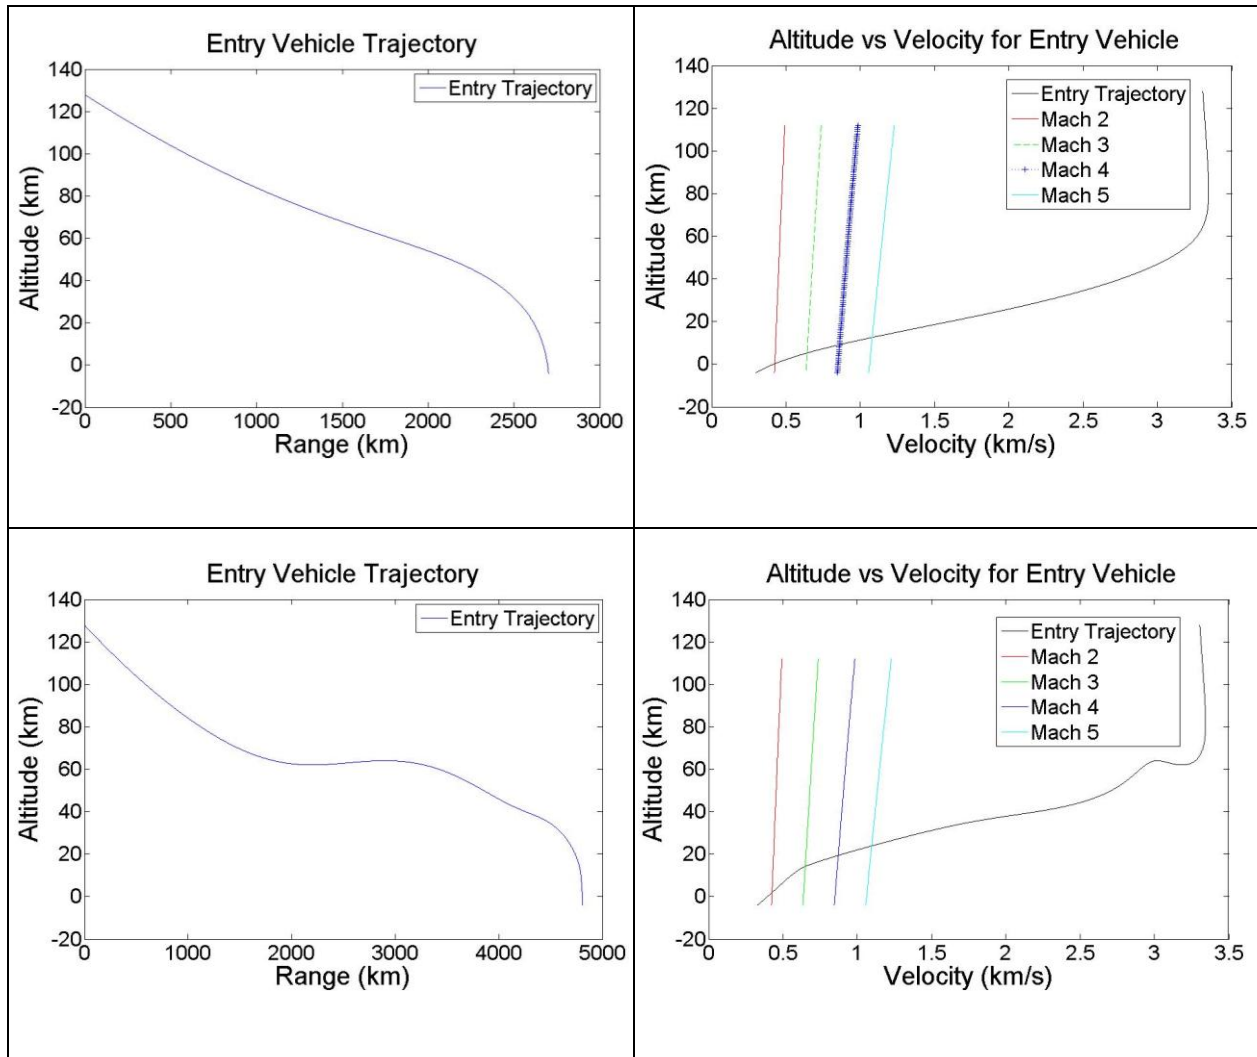 Entry Vehicle Trajectory
140
120
100
80
60
40
20
0
-20
Altitude (km)
Entry Trajectory
0 500 1000 1500 2000 2500 3000
Range (km)
Altitude vs Velocity for Entry Vehicle
140
120
100
80
60
40
20
0
-20
Altitude (km)
Entry Trajectory
Mach 2
Mach 3
Mach 4
Mach 5
0 0.5 1 1.5 2 2.5 3 3.5
Velocity (km/s)
Entry Vehicle Trajectory
140
120
100
80
60
40
20
0
-20
Altitude (km)
Entry Trajectory
0 1000 2000 3000 4000 5000
Range (km)
Altitude vs Velocity for Entry Vehicle
140
120
100
80
60
40
20
0
-20
Altitude (km)
Entry Trajectory
Mach 2
Mach 3
Mach 4
Mach 5
0 0.5 1 1.5 2 2.5 3 3.5
Velocity (km/s)